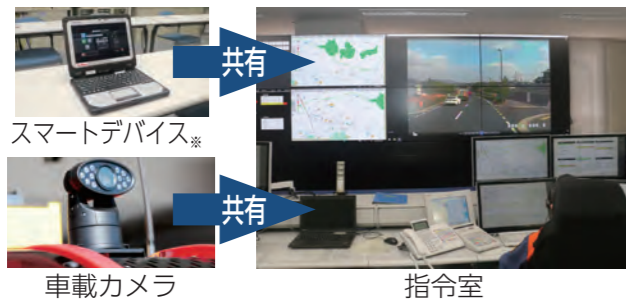 共有
スマートデバイス※
共有
車載カメラ
指令室